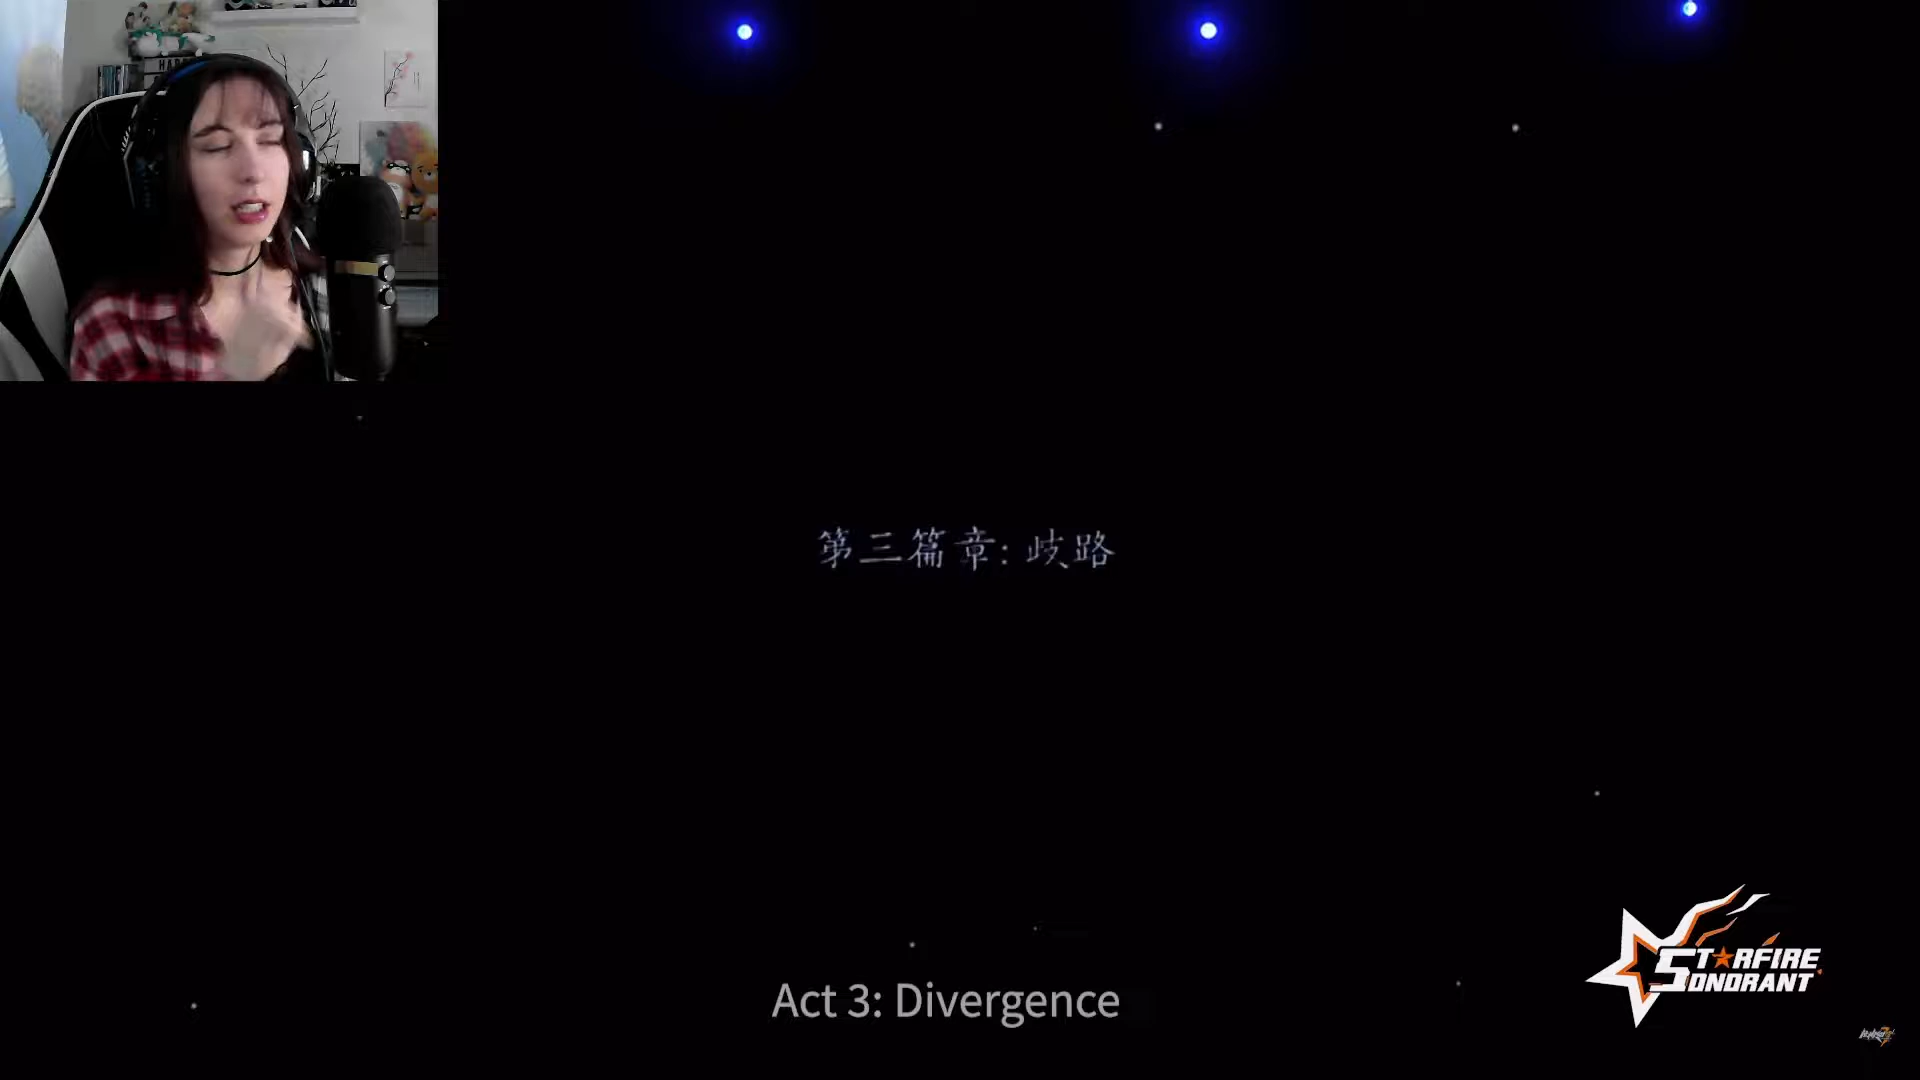 第三篇章: 歧路
Act 3: Divergence
STARFIRE
SONORANT